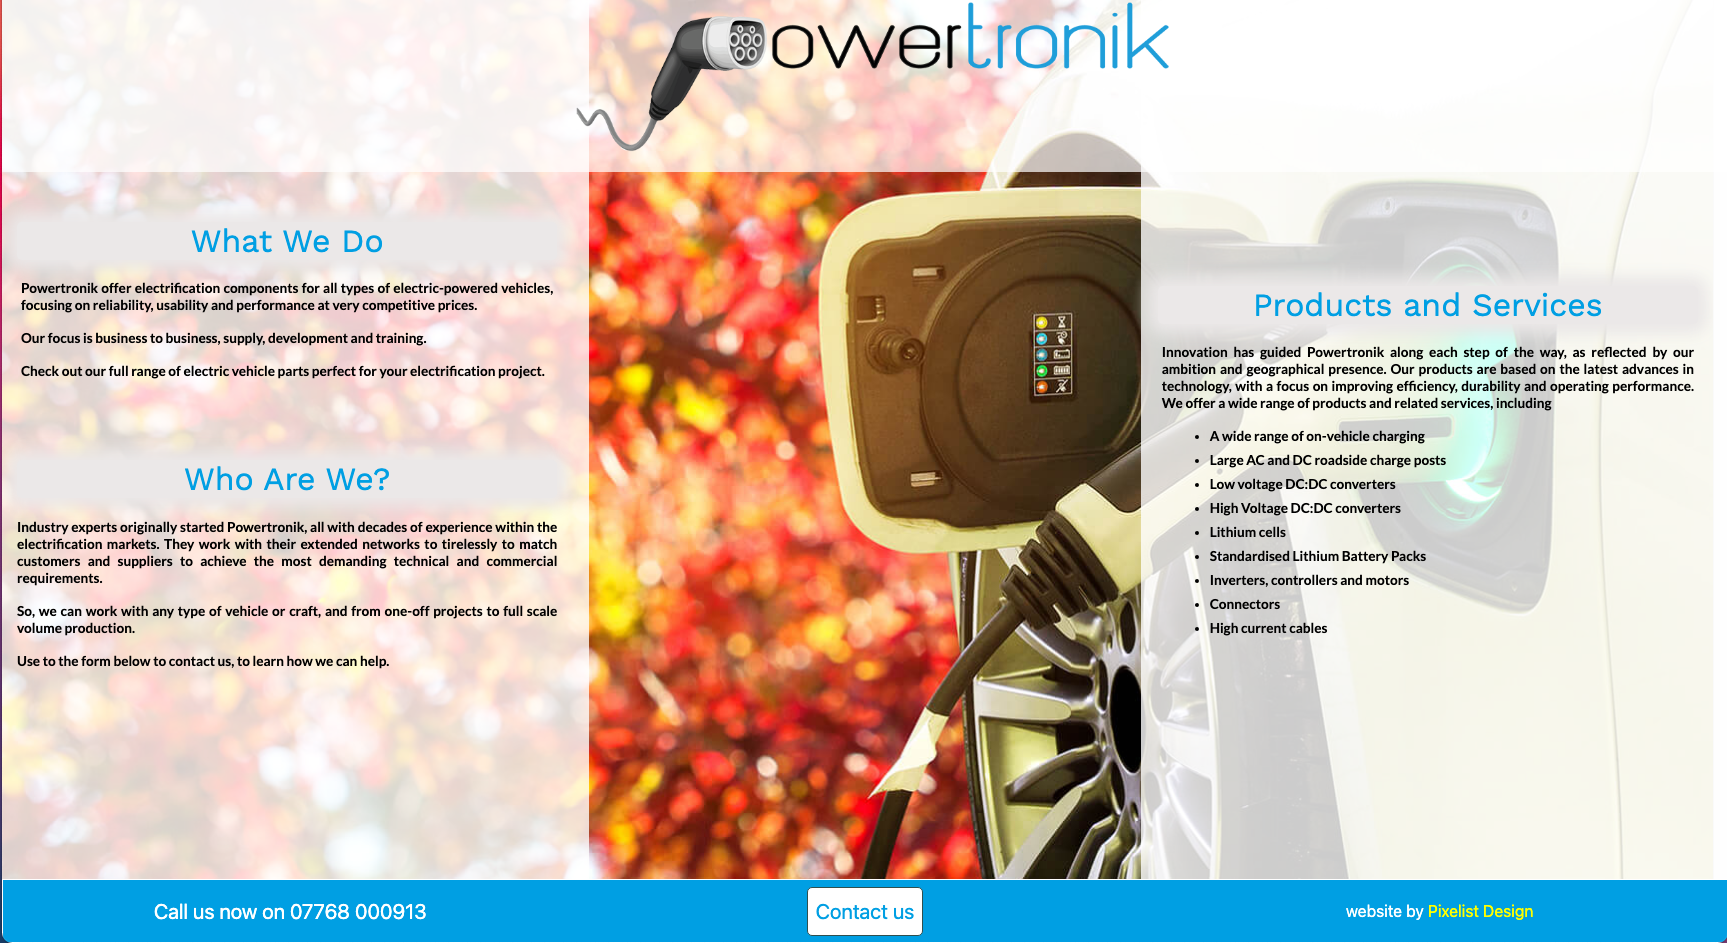 owertronik
What We Do
Powertronik offer electrification components for all types of electric-powered vehicles,
focusing on reliability, usability and performance at very competitive prices.
Our focus is business to business, supply, development and training.
Check out our full range of electric vehicle parts perfect for your electrification project.
Who Are We?
Industry experts originally started Powertronik, all with decades of experience within the
electrification markets. They work with their extended networks to tirelessly to match
customers and suppliers to achieve the most demanding technical and commercial
requirements.
So, we can work with any type of vehicle or craft, and from one-off projects to full scale
volume production.
Use to the form below to contact us, to learn how we can help.
Products and Services
Innovation has guided Powertronik along each step of the way, as reflected by our
ambition and geographical presence. Our products are based on the latest advances in
technology, with a focus on improving efficiency, durability and operating performance.
We offer a wide range of products and related services, including
• A wide range of on-vehicle charging
• Large AC and DC roadside charge posts
• Low voltage DC:DC converters
• High Voltage DC:DC converters
• Lithium cells
• Standardised Lithium Battery Packs
• Inverters, controllers and motors
• Connectors
• High current cables
Call us now on 07768 000913
Contact us
website by Pixelist Design